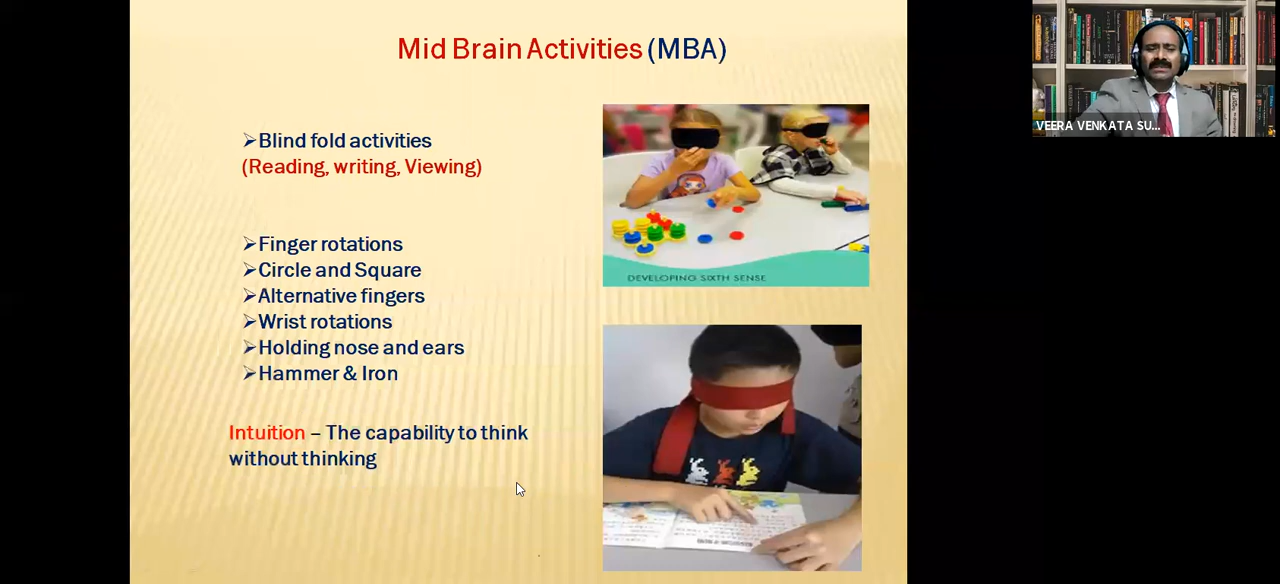 Mid Brain Activities (MBA)
➢Blind fold activities
(Reading, writing, Viewing)
➢Finger rotations
➢Circle and Square
➢Alternative fingers
➢Wrist rotations
➢Holding nose and ears
➢Hammer & Iron
Intuition – The capability to think
without thinking
DEVELOPING SIXTH SENSE
VEERA VENKATA SU...